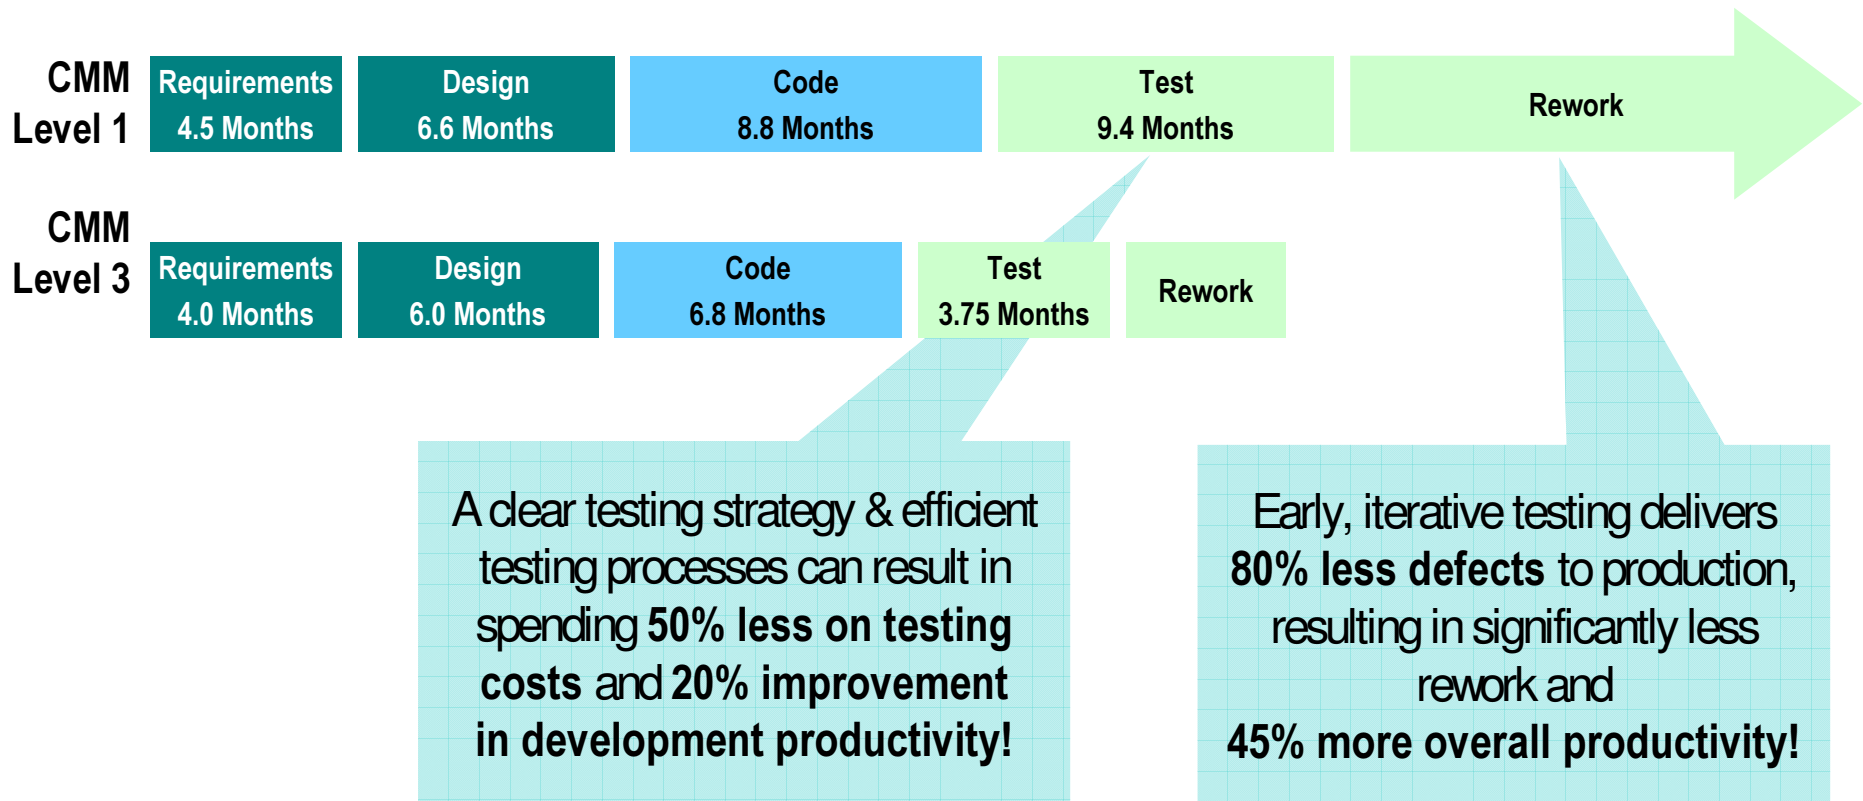 CMM
Level 1
Requirements
4.5 Months
Design
6.6 Months
Code
8.8 Months
Test
9.4 Months
Rework
CMM
Level 3
Requirements
4.0 Months
Design
6.0 Months
Code
6.8 Months
Test
3.75 Months
Rework
A clear testing strategy & efficient
testing processes can result in
spending 50% less on testing
costs and 20% improvement
in development productivity!
Early, iterative testing delivers
80% less defects to production,
resulting in significantly less
rework and
45% more overall productivity!